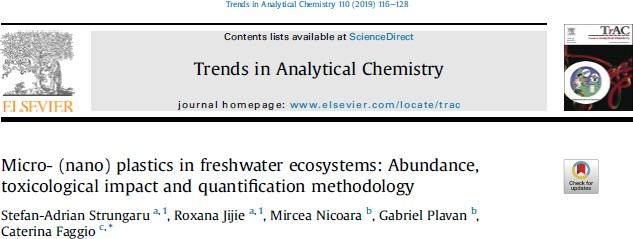 Trends in Analytical Chemistry 110 (2019) 116–128
Contents lists available at ScienceDirect
Trends in Analytical Chemistry
journal homepage: www.elsevier.com/locate/trac
ELSEVIER
TrAC
Micro- (nano) plastics in freshwater ecosystems: Abundance,
toxicological impact and quantification methodology
Check for
updates
Stefan-Adrian Strungaru a, 1, Roxana Jijie a, 1, Mircea Nicoara b, Gabriel Plavan b,
Caterina Faggio c, *